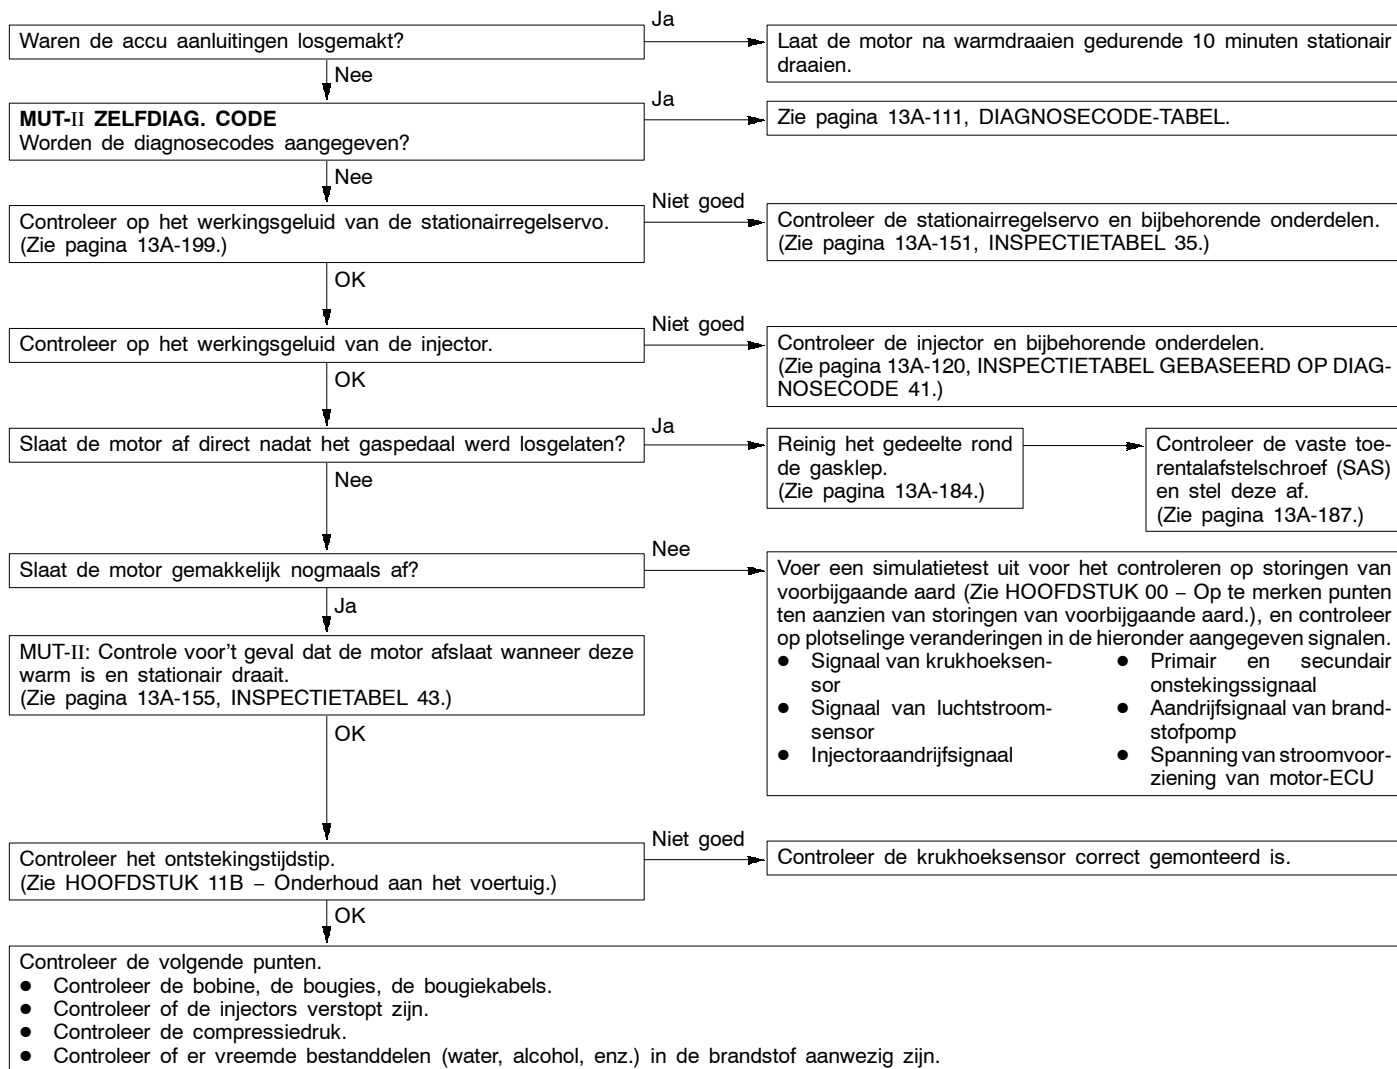 Waren de accu aanluitingen losgemakt?
Ja
Laat de motor na warmdraaien gedurende 10 minuten stationair
draaien.
Nee
MUT-II ZELFDIAG. CODE
Worden de diagnosecodes aangegeven?
Ja
Zie pagina 13A-111, DIAGNOSECODE-TABEL.
Nee
Controleer op het werkingsgeluid van de stationairregelservo.
(Zie pagina 13A-199.)
Niet goed
Controleer de stationairregelservo en bijbehorende onderdelen.
(Zie pagina 13A-151, INSPECTIETABEL 35.)
OK
Controleer op het werkingsgeluid van de injector.
Niet goed
Controleer de injector en bijbehorende onderdelen.
(Zie pagina 13A-120, INSPECTIETABEL GEBASEERD OP DIAG-
NOSECODE 41.)
OK
Slaat de motor af direct nadat het gaspedaal werd losgelaten?
Ja
Reinig het gedeelte rond
de gasklep.
(Zie pagina 13A-184.)
Controleer de vaste toe-
rentalafstelschroef (SAS)
en stel deze af.
(Zie pagina 13A-187.)
Nee
Slaat de motor gemakkelijk nogmaals af?
Nee
Voer een simulatietest uit voor het controleren op storingen van
voorbijgaande aard (Zie HOOFDSTUK 00 – Op te merken punten
ten aanzien van storingen van voorbijgaande aard.), en controleer
op plotselinge veranderingen in de hieronder aangegeven signalen.
● Signaal van krukhoeksen-
sor
● Signaal van luchtstroom-
sensor
● Injectoraandrijfsignaal
● Primair en secundair
onstekingssignaal
● Aandrijfsignaal van brand-
stofpomp
● Spanning van stroomvoor-
ziening van motor-ECU
Ja
MUT-II: Controle voor't geval dat de motor afslaat wanneer deze
warm is en stationair draait.
(Zie pagina 13A-155, INSPECTIETABEL 43.)
OK
Controleer het ontstekingstijdstip.
(Zie HOOFDSTUK 11B – Onderhoud aan het voertuig.)
Niet goed
Controleer de krukhoeksensor correct gemonteerd is.
OK
Controleer de volgende punten.
● Controleer de bobine, de bougies, de bougiekabels.
● Controleer of de injectors verstopt zijn.
● Controleer de compressiedruk.
● Controleer of er vreemde bestanddelen (water, alcohol, enz.) in de brandstof aanwezig zijn.